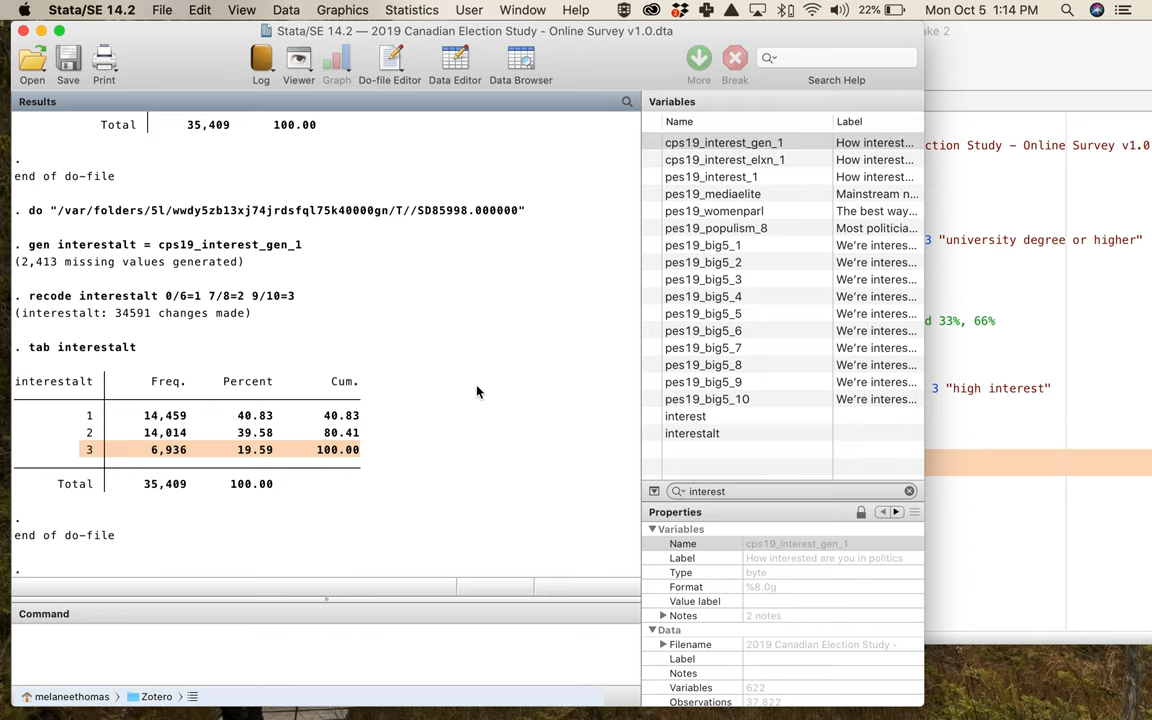 Stata/SE 14.2 File Edit View Data Graphics Statistics User Window Help 22% Mon Oct 5 1:14 PM
Stata/SE 14.2 — 2019 Canadian Election Study - Online Survey v1.0.dta
ake 2
Open Save Print Log Viewer Graph Do-file Editor Data Editor Data Browser More Break Search Help
Results
Total 35,409 100.00
.
end of do-file
. do "/var/folders/5l/wwdy5zb13xj74jrdsfql75k40000gn/T//SD85998.000000"
. gen interestalt = cps19_interest_gen_1
(2,413 missing values generated)
. recode interestalt 0/6=1 7/8=2 9/10=3
(interestalt: 34591 changes made)
. tab interestalt
interestalt Freq. Percent Cum.
1 14,459 40.83 40.83
2 14,014 39.58 80.41
3 6,936 19.59 100.00
Total 35,409 100.00
.
end of do-file
.
Command
melaneethomas Zotero
Variables
Name Label
cps19_interest_gen_1 How interest...
cps19_interest_elxn_1 How interest...
pes19_interest_1 How interest...
pes19_mediaelite Mainstream n...
pes19_womenparl The best way...
pes19_populism_8 Most politicia...
pes19_big5_1 We're interes...
pes19_big5_2 We're interes...
pes19_big5_3 We're interes...
pes19_big5_4 We're interes...
pes19_big5_5 We're interes...
pes19_big5_6 We're interes...
pes19_big5_7 We're interes...
pes19_big5_8 We're interes...
pes19_big5_9 We're interes...
pes19_big5_10 We're interes...
interest
interestalt
interest
Properties
Variables
Name cps19_interest_gen_1
Label How interested are you in politics
Type byte
Format %8.0g
Value label
Notes 2 notes
Data
Filename 2019 Canadian Election Study -
Label
Notes
Variables 622
Observations 37,822
ction Study - Online Survey v1.0
3 "university degree or higher"
d 33%, 66%
3 "high interest"